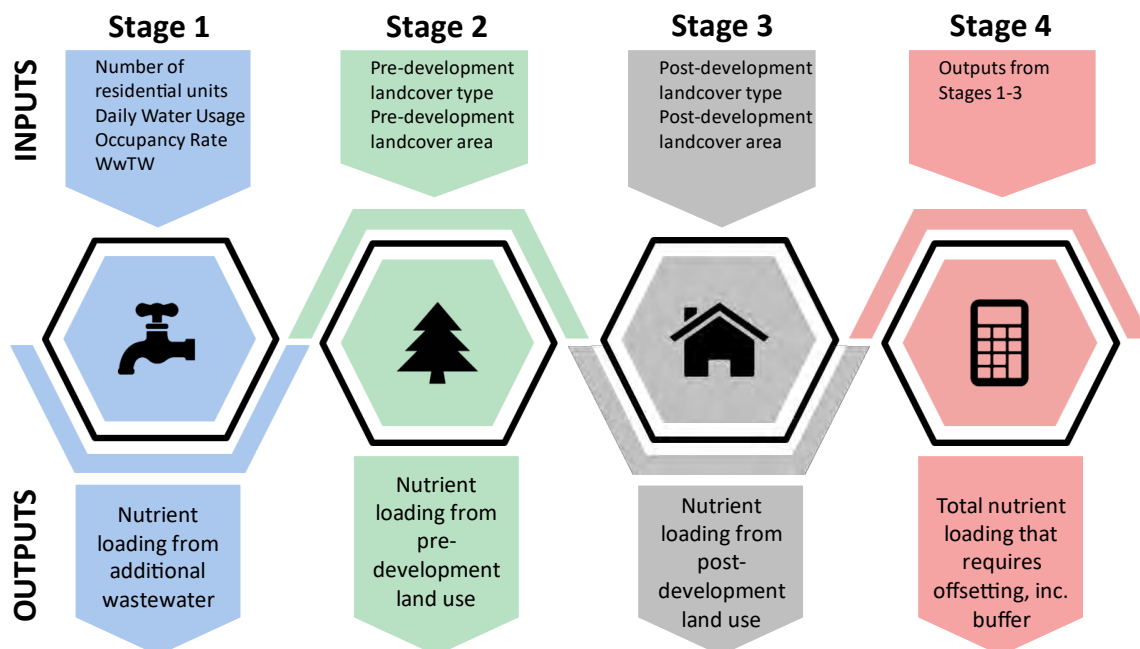 Stage 1
Stage 2
Stage 3
Stage 4
INPUTS
Number of
residential units
Daily Water Usage
Occupancy Rate
WwTW
Pre-development
landcover type
Pre-development
landcover area
Post-development
landcover type
Post-development
landcover area
Outputs from
Stages 1-3
OUTPUTS
Nutrient
loading from
additional
wastewater
Nutrient
loading from
pre-
development
land use
Nutrient
loading from
post-
development
land use
Total nutrient
loading that
requires
offsetting, inc.
buffer